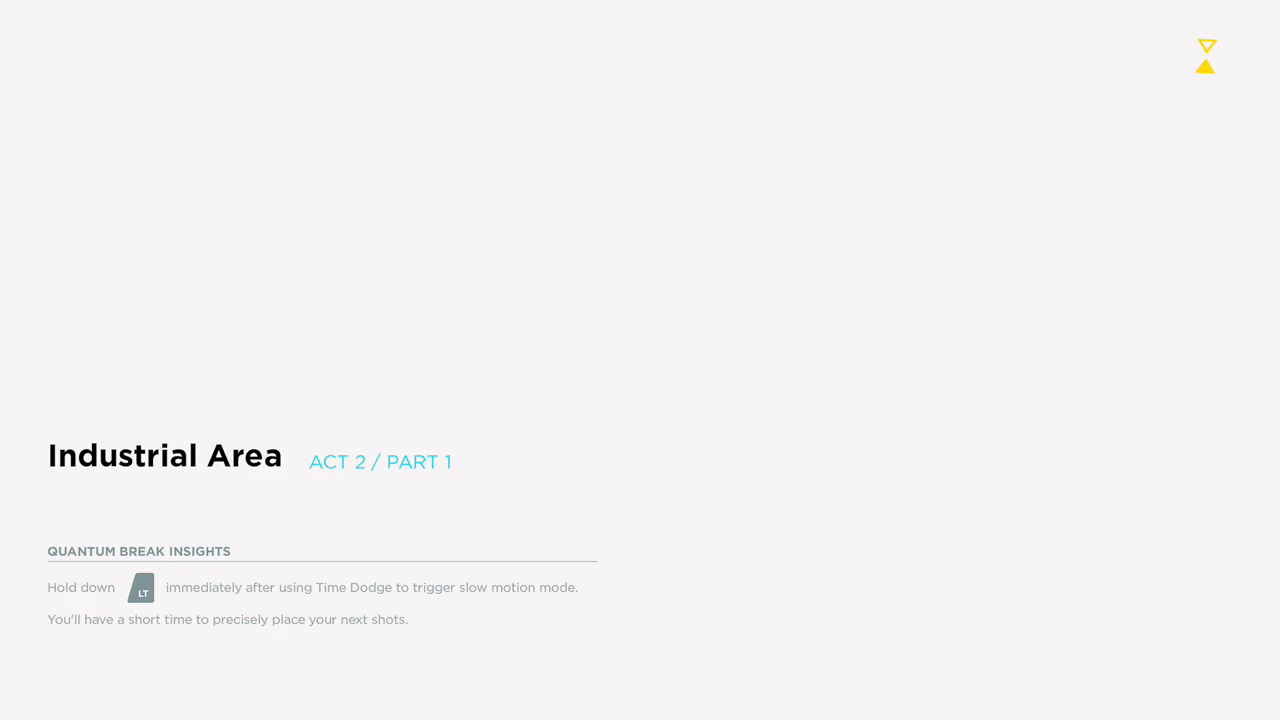 Industrial Area ACT 2 / PART 1
QUANTUM BREAK INSIGHTS
Hold down LT immediately after using Time Dodge to trigger slow motion mode.
You'll have a short time to precisely place your next shots.